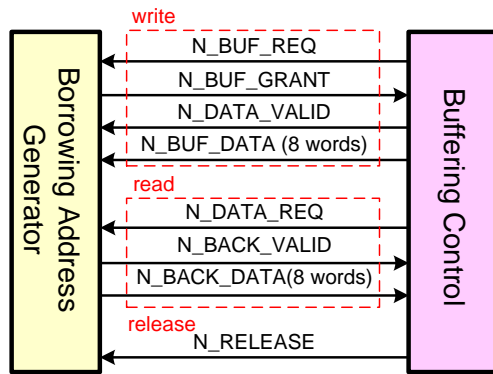 write
N_BUF_REQ
N_BUF_GRANT
N_DATA_VALID
N_BUF_DATA (8 words)
read
N_DATA_REQ
N_BACK_VALID
N_BACK_DATA(8 words)
release
N_RELEASE
Borrowing Address
Generator
Buffering Control